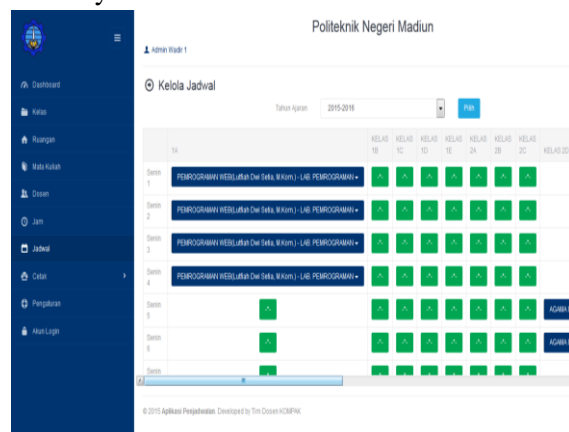 Politeknik Negeri Madiun
Admin Wadir 1
Dashboard
Kelas
Ruangan
Mata Kuliah
Dosen
Jam
Jadwal
Cetak
Pengaturan
Akun Login
Kelola Jadwal
Tahun Ajaran 2015-2016 Pilih
1A KELAS 1B KELAS 1C KELAS 1D KELAS 1E KELAS 2A KELAS 2B KELAS 2C KELAS 2D
Senin 1 PEMROGRAMAN WEB(Lutfiah Dwi Setia, M.Kom.) - LAB. PEMROGRAMAN
Senin 2 PEMROGRAMAN WEB(Lutfiah Dwi Setia, M.Kom.) - LAB. PEMROGRAMAN
Senin 3 PEMROGRAMAN WEB(Lutfiah Dwi Setia, M.Kom.) - LAB. PEMROGRAMAN
Senin 4 PEMROGRAMAN WEB(Lutfiah Dwi Setia, M.Kom.) - LAB. PEMROGRAMAN
Senin 5 AGAMA
Senin 6 AGAMA
Senin
© 2015 Aplikasi Penjadwalan. Developed by Tim Dosen KOMPAK